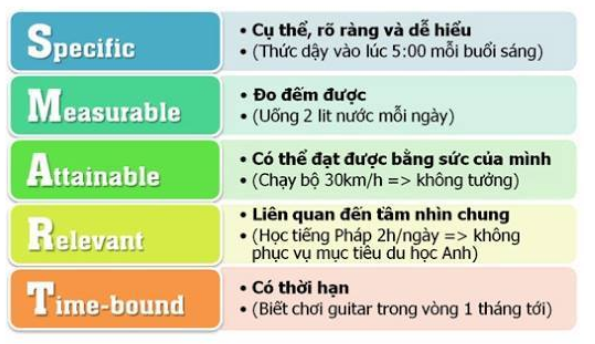 Specific
• Cụ thể, rõ ràng và dễ hiểu
• (Thức dậy vào lúc 5:00 mỗi buổi sáng)
Measurable
• Đo đếm được
• (Uống 2 lit nước mỗi ngày)
Attainable
• Có thể đạt được bằng sức của mình
• (Chạy bộ 30km/h => không tưởng)
Relevant
• Liên quan đến tầm nhìn chung
• (Học tiếng Pháp 2h/ngày => không
phục vụ mục tiêu du học Anh)
Time-bound
• Có thời hạn
• (Biết chơi guitar trong vòng 1 tháng tới)